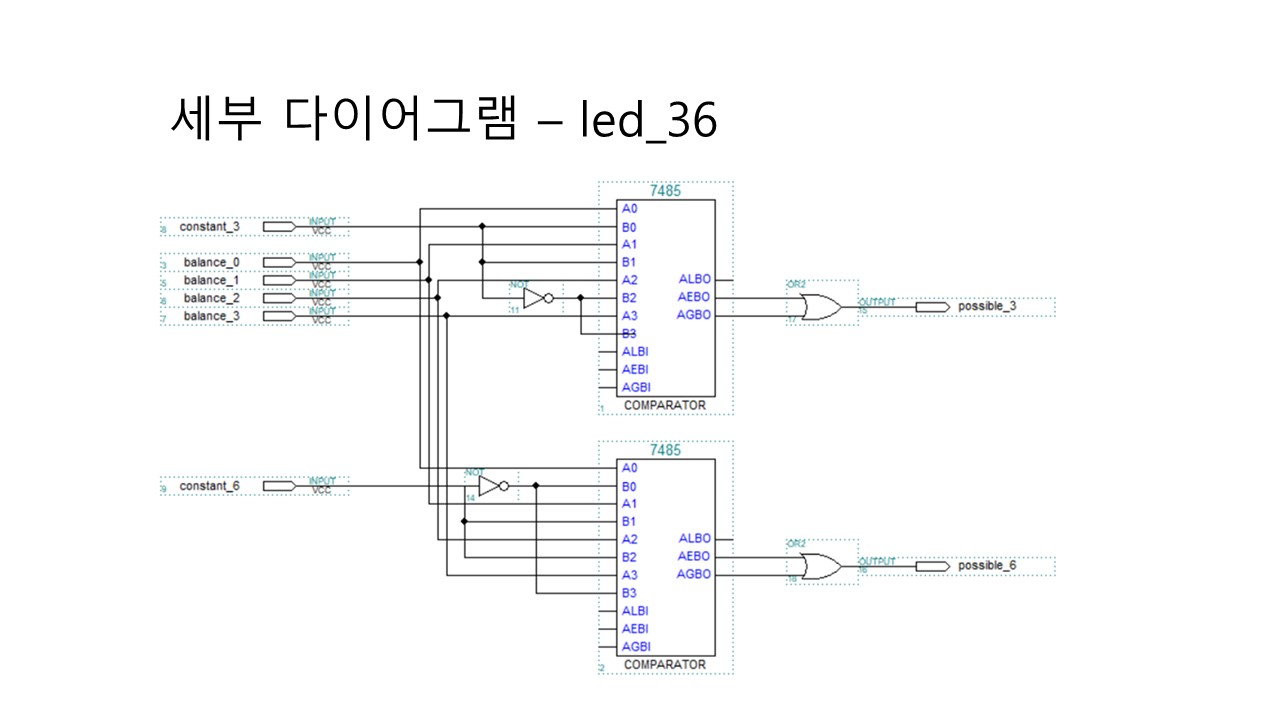 세부 다이어그램 – led_36
7485
constant_3 INPUT VCC
balance_0 INPUT VCC
balance_1 INPUT VCC
balance_2 INPUT VCC
balance_3 INPUT VCC
NOT
11
A0
B0
A1
B1
A2
B2
A3
B3
ALBI
AEBI
AGBI
ALBO
AEBO
AGBO
1
COMPARATOR
OR2
17
OUTPUT
15
possible_3
7485
constant_6 INPUT VCC
NOT
14
A0
B0
A1
B1
A2
B2
A3
B3
ALBI
AEBI
AGBI
ALBO
AEBO
AGBO
2
COMPARATOR
OR2
18
OUTPUT
16
possible_6